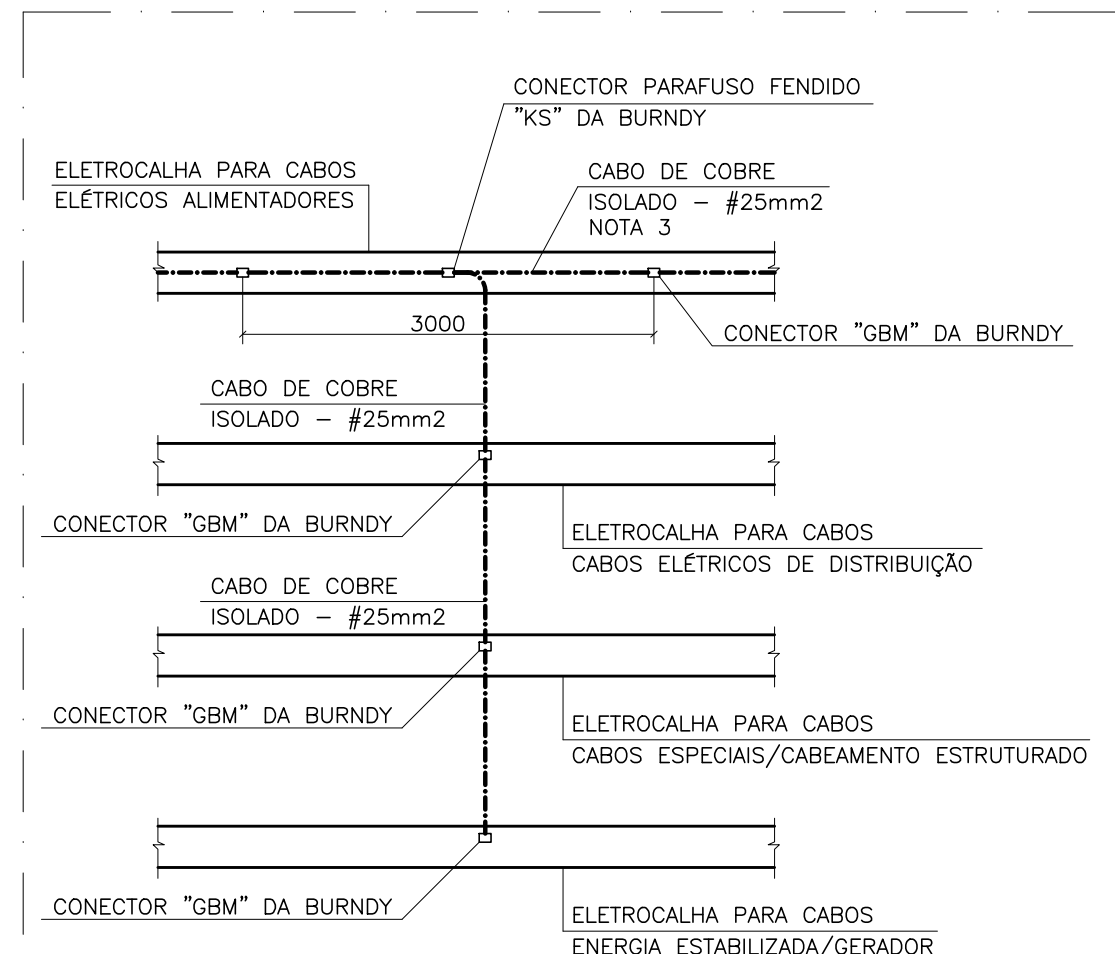 CONECTOR PARAFUSO FENDIDO
"KS" DA BURNDY
ELETROCALHA PARA CABOS
ELÉTRICOS ALIMENTADORES
CABO DE COBRE
ISOLADO - #25mm2
NOTA 3
3000
CONECTOR "GBM" DA BURNDY
CABO DE COBRE
ISOLADO - #25mm2
CONECTOR "GBM" DA BURNDY
ELETROCALHA PARA CABOS
CABOS ELÉTRICOS DE DISTRIBUIÇÃO
CABO DE COBRE
ISOLADO - #25mm2
CONECTOR "GBM" DA BURNDY
ELETROCALHA PARA CABOS
CABOS ESPECIAIS/CABEAMENTO ESTRUTURADO
CONECTOR "GBM" DA BURNDY
ELETROCALHA PARA CABOS
ENERGIA ESTABILIZADA/GERADOR